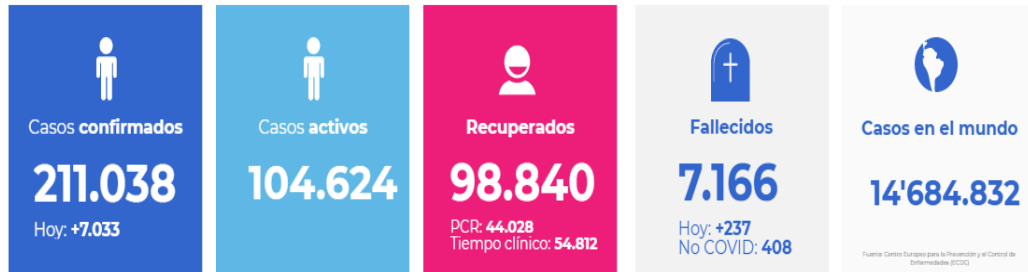 Casos confirmados
211.038
Hoy: +7.033
Casos activos
104.624
Recuperados
98.840
PCR: 44.028
Tiempo clínico: 54.812
Fallecidos
7.166
Hoy: +237
No COVID: 408
Casos en el mundo
14'684.832
Fuente: Centro Europeo para la Prevención y el Control de
Enfermedades (ECDC)